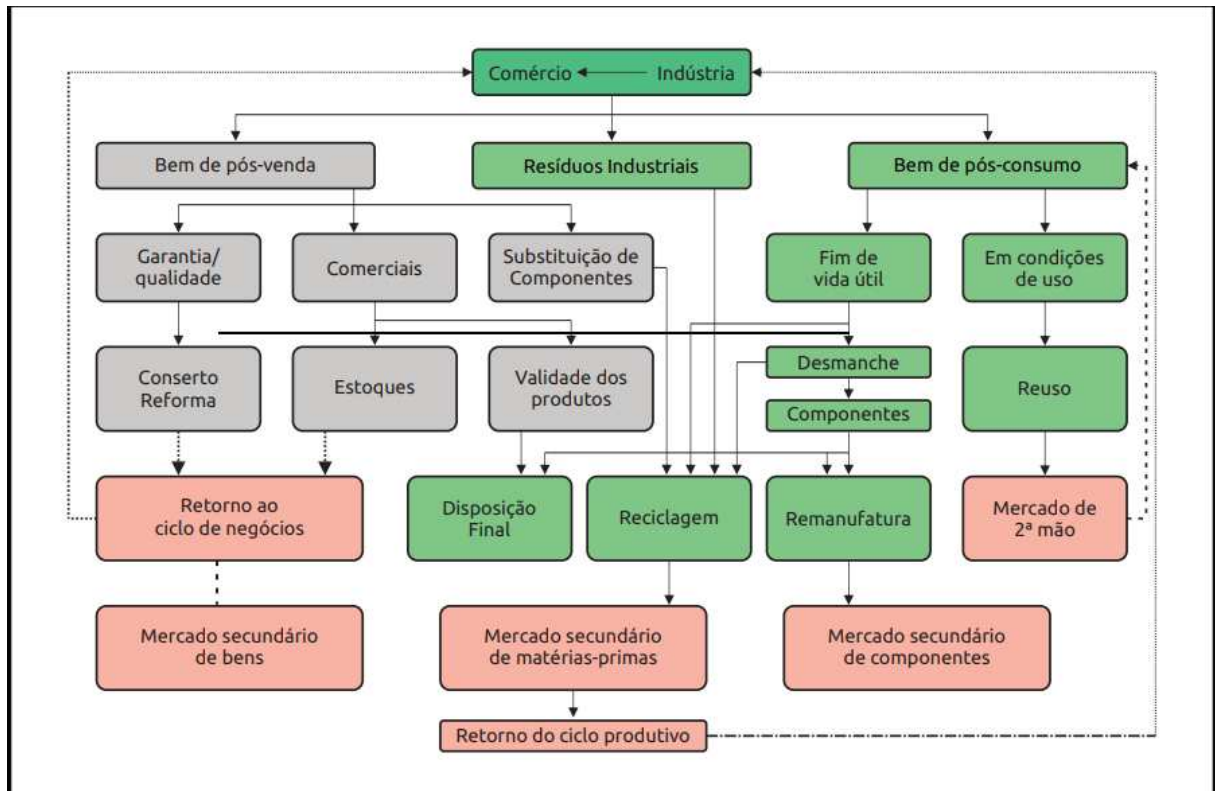 Comércio Indústria
Bem de pós-venda
Resíduos Industriais
Bem de pós-consumo
Garantia/
qualidade
Comerciais
Substituição de
Componentes
Fim de
vida útil
Em condições
de uso
Conserto
Reforma
Estoques
Validade dos
produtos
Desmanche
Componentes
Reuso
Retorno ao
ciclo de negócios
Disposição
Final
Reciclagem
Remanufatura
Mercado de
2ª mão
Mercado secundário
de bens
Mercado secundário
de matérias-primas
Mercado secundário
de componentes
Retorno do ciclo produtivo